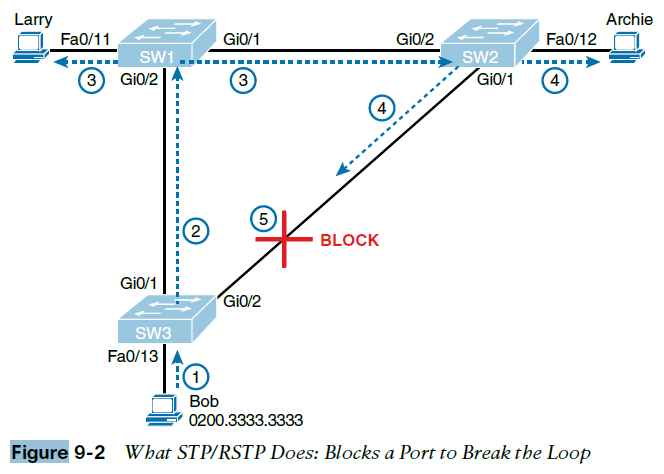 Larry
Archie
Fa0/11
SW1
Gi0/1
Gi0/2
SW2
Fa0/12
3
Gi0/2
3
Gi0/1
4
4
5
BLOCK
2
Gi0/1
Gi0/2
SW3
Fa0/13
1
Bob
0200.3333.3333
Figure 9-2 What STP/RSTP Does: Blocks a Port to Break the Loop